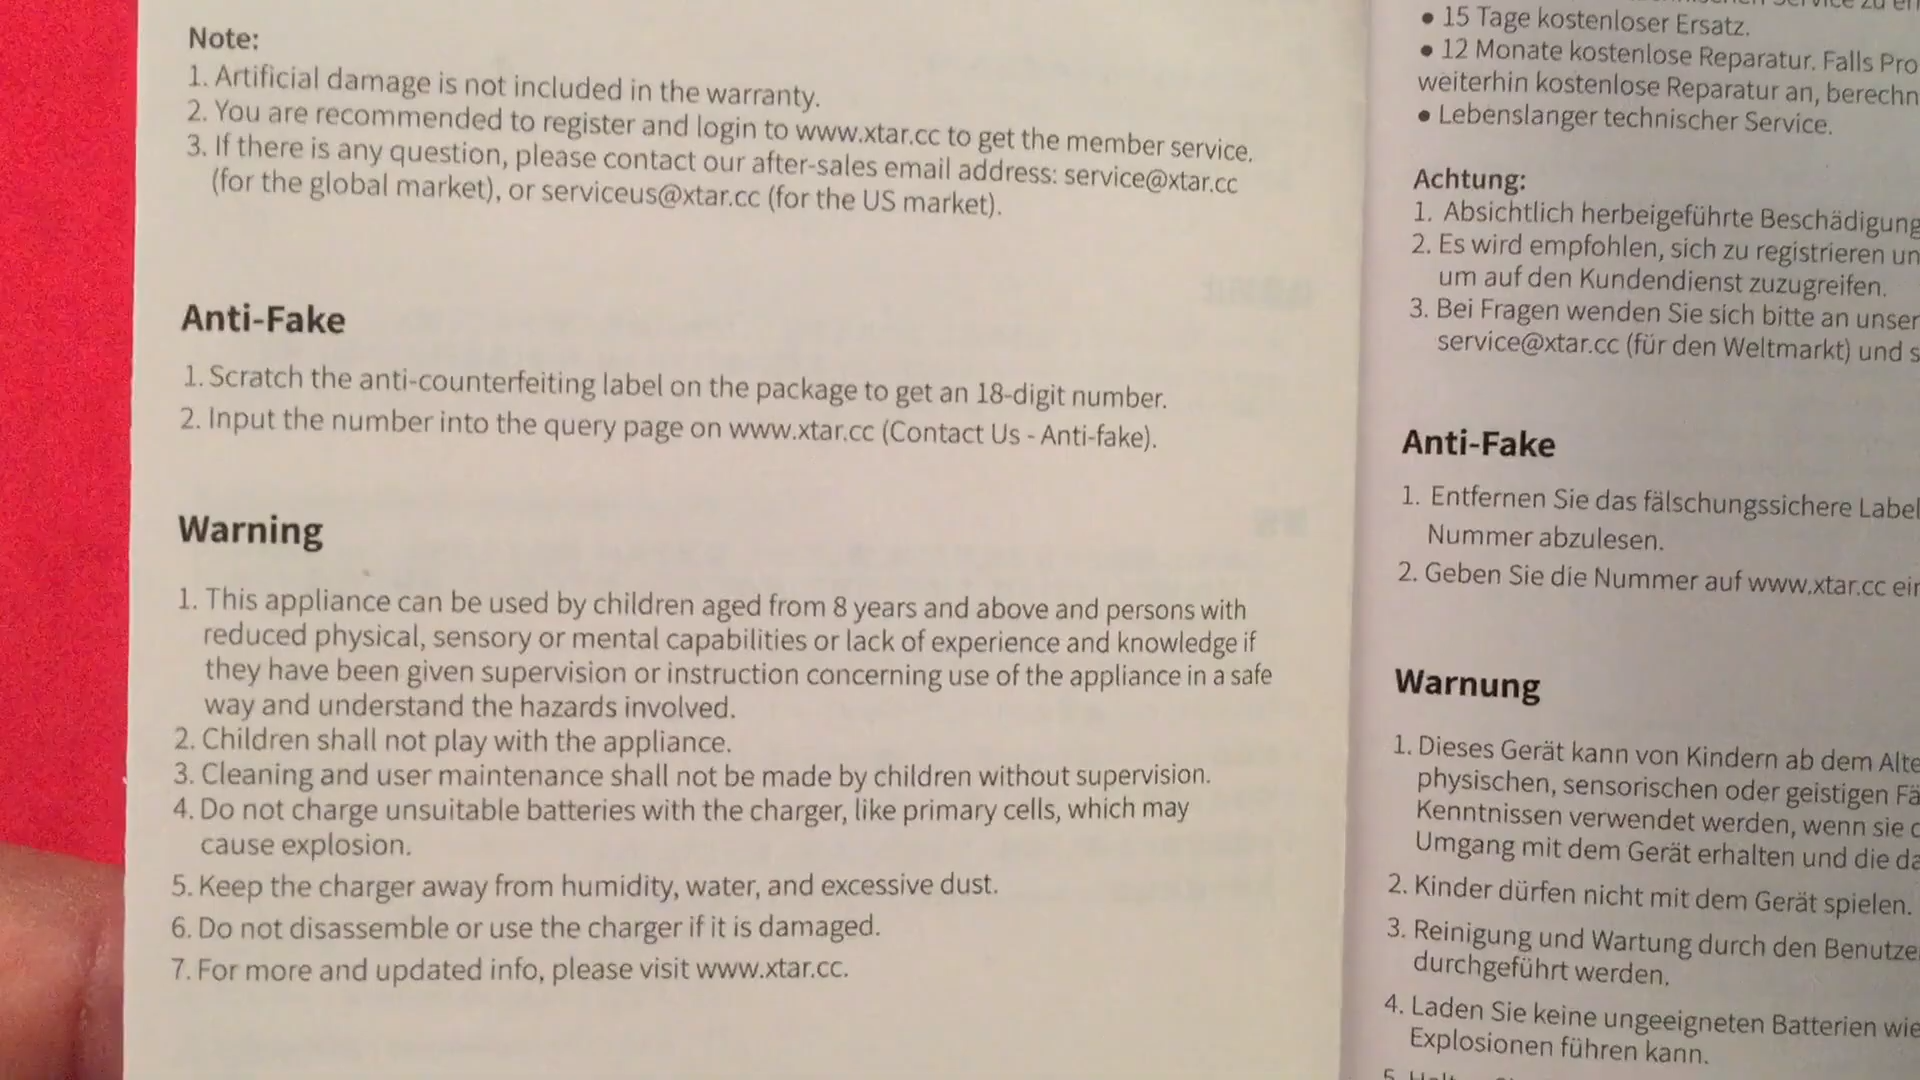 Note:
1. Artificial damage is not included in the warranty.
2. You are recommended to register and login to www.xtar.cc to get the member service.
3. If there is any question, please contact our after-sales email address: service@xtar.cc
(for the global market), or serviceus@xtar.cc (for the US market).
Anti-Fake
1. Scratch the anti-counterfeiting label on the package to get an 18-digit number.
2. Input the number into the query page on www.xtar.cc (Contact Us - Anti-fake).
Warning
1. This appliance can be used by children aged from 8 years and above and persons with
reduced physical, sensory or mental capabilities or lack of experience and knowledge if
they have been given supervision or instruction concerning use of the appliance in a safe
way and understand the hazards involved.
2. Children shall not play with the appliance.
3. Cleaning and user maintenance shall not be made by children without supervision.
4. Do not charge unsuitable batteries with the charger, like primary cells, which may
cause explosion.
5. Keep the charger away from humidity, water, and excessive dust.
6. Do not disassemble or use the charger if it is damaged.
7. For more and updated info, please visit www.xtar.cc.
• 15 Tage kostenloser Ersatz.
• 12 Monate kostenlose Reparatur. Falls Pro
weiterhin kostenlose Reparatur an, berechn
• Lebenslanger technischer Service.
Achtung:
1. Absichtlich herbeigeführte Beschädigung
2. Es wird empfohlen, sich zu registrieren un
um auf den Kundendienst zuzugreifen.
3. Bei Fragen wenden Sie sich bitte an unser
service@xtar.cc (für den Weltmarkt) und s
Anti-Fake
1. Entfernen Sie das fälschungssichere Label
Nummer abzulesen.
2. Geben Sie die Nummer auf www.xtar.cc ein
Warnung
1. Dieses Gerät kann von Kindern ab dem Alte
physischen, sensorischen oder geistigen Fä
Kenntnissen verwendet werden, wenn sie
Umgang mit dem Gerät erhalten und die da
2. Kinder dürfen nicht mit dem Gerät spielen.
3. Reinigung und Wartung durch den Benutze
durchgeführt werden.
4. Laden Sie keine ungeeigneten Batterien wie
Explosionen führen kann.
5.